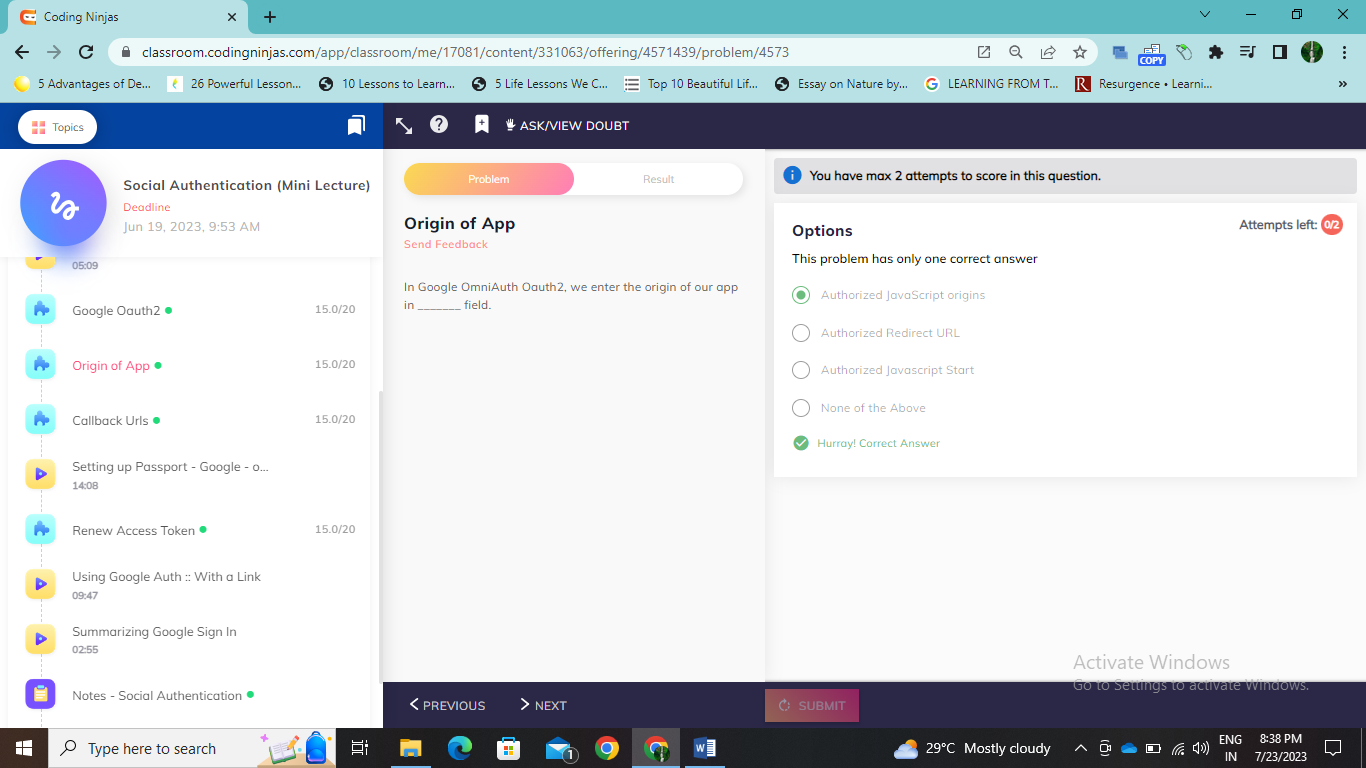 Coding Ninjas
classroom.codingninjas.com/app/classroom/me/17081/content/331063/offering/4571439/problem/4573
COPY
5 Advantages of De...
26 Powerful Lesson...
10 Lessons to Learn...
5 Life Lessons We C...
Top 10 Beautiful Lif...
Essay on Nature by...
LEARNING FROM T...
Resurgence • Learni...
»
Topics
ASK/VIEW DOUBT
Social Authentication (Mini Lecture)
Deadline
Jun 19, 2023, 9:53 AM
05:09
Google Oauth2
15.0/20
Origin of App
15.0/20
Callback Urls
15.0/20
Setting up Passport - Google - o...
14:08
Renew Access Token
15.0/20
Using Google Auth :: With a Link
09:47
Summarizing Google Sign In
02:55
Notes - Social Authentication
Problem
Result
Origin of App
Send Feedback
In Google OmniAuth Oauth2, we enter the origin of our app
in _______ field.
You have max 2 attempts to score in this question.
Options
Attempts left: 0/2
This problem has only one correct answer
Authorized JavaScript origins
Authorized Redirect URL
Authorized Javascript Start
None of the Above
Hurray! Correct Answer
Activate Windows
Go to Settings to activate Windows.
PREVIOUS
NEXT
SUBMIT
Type here to search
1
29°C Mostly cloudy
ENG
IN
8:38 PM
7/23/2023